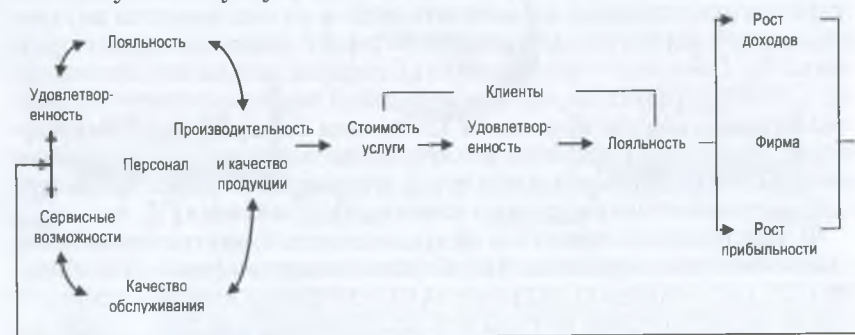 Лояльность
Удовлетвор-
енность
Персонал
Сервисные
возможности
Качество
обслуживания
Производительность
и качество
продукции
Клиенты
Стоимость
услуги
Удовлетвор-
енность
Лояльность
Рост
доходов
Фирма
Рост
прибыльности